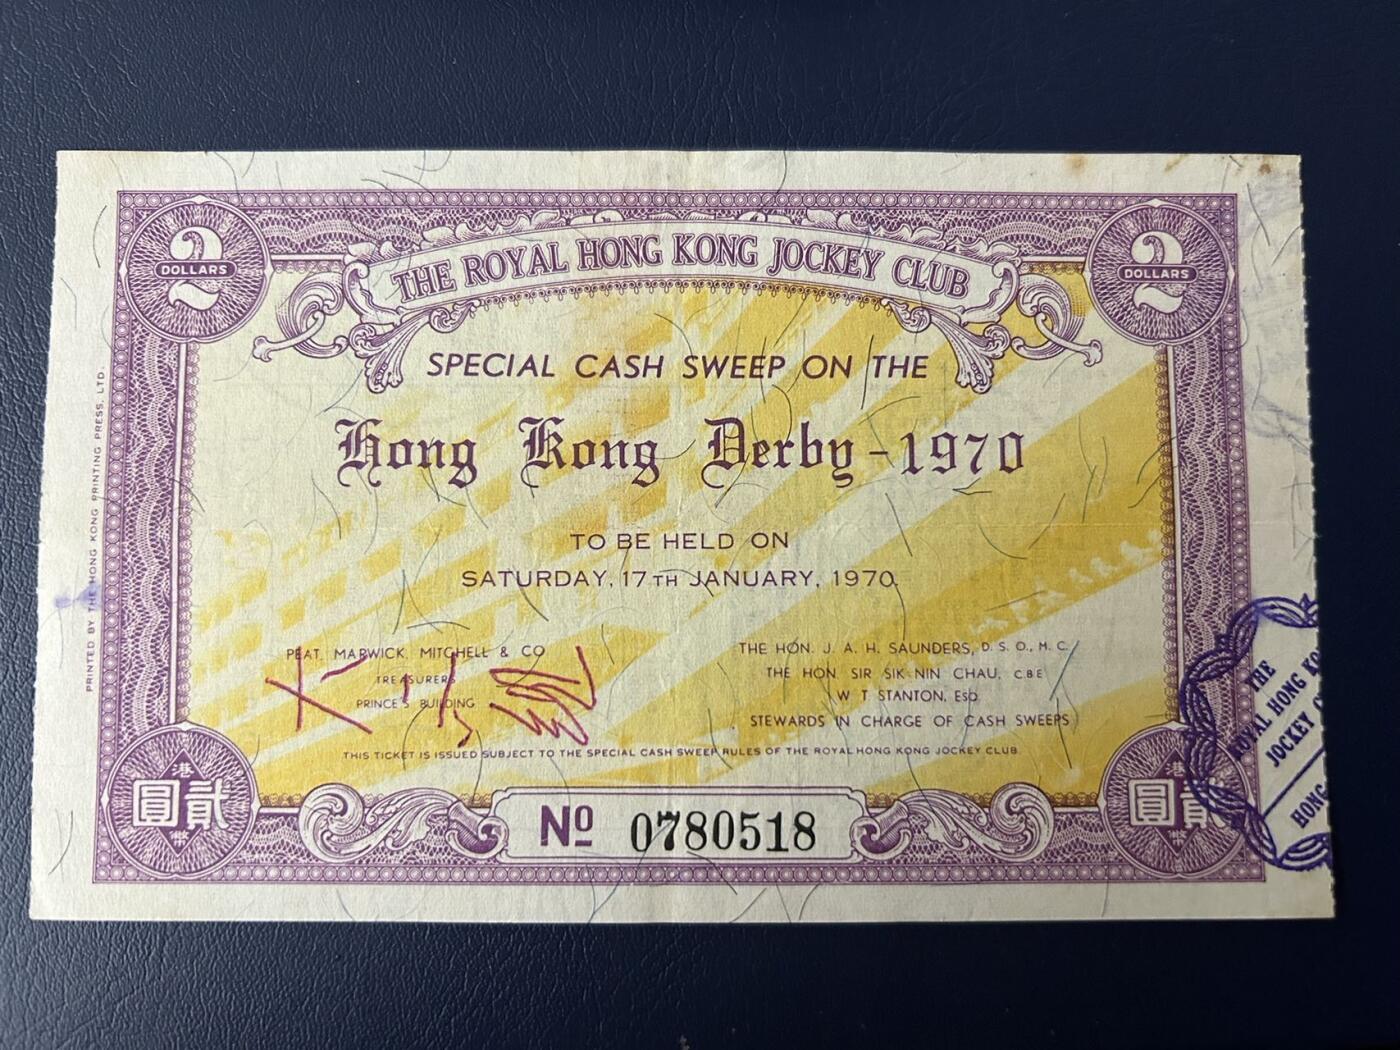 2
DOLLARS
2
DOLLARS
THE ROYAL HONG KONG JOCKEY CLUB
SPECIAL CASH SWEEP ON THE
Hong Kong Derby - 1970
TO BE HELD ON
SATURDAY, 17TH JANUARY, 1970.
PEAT, MARWICK, MITCHELL & CO
TREASURERS
PRINCE'S BUILDING
THE HON. J. A. H. SAUNDERS, D. S. O., M. C.
THE HON SIR SIK-NIN CHAU, C.B.E
W T STANTON, ESQ.
STEWARDS IN CHARGE OF CASH SWEEPS
THIS TICKET IS ISSUED SUBJECT TO THE SPECIAL CASH SWEEP RULES OF THE ROYAL HONG KONG JOCKEY CLUB.
港
圓 貳
幣
No 0780518
港
圓 貳
幣
PRINTED BY THE HONG KONG PRINTING PRESS, LTD.
THE
ROYAL HONG KO
JOCKEY C
HONG